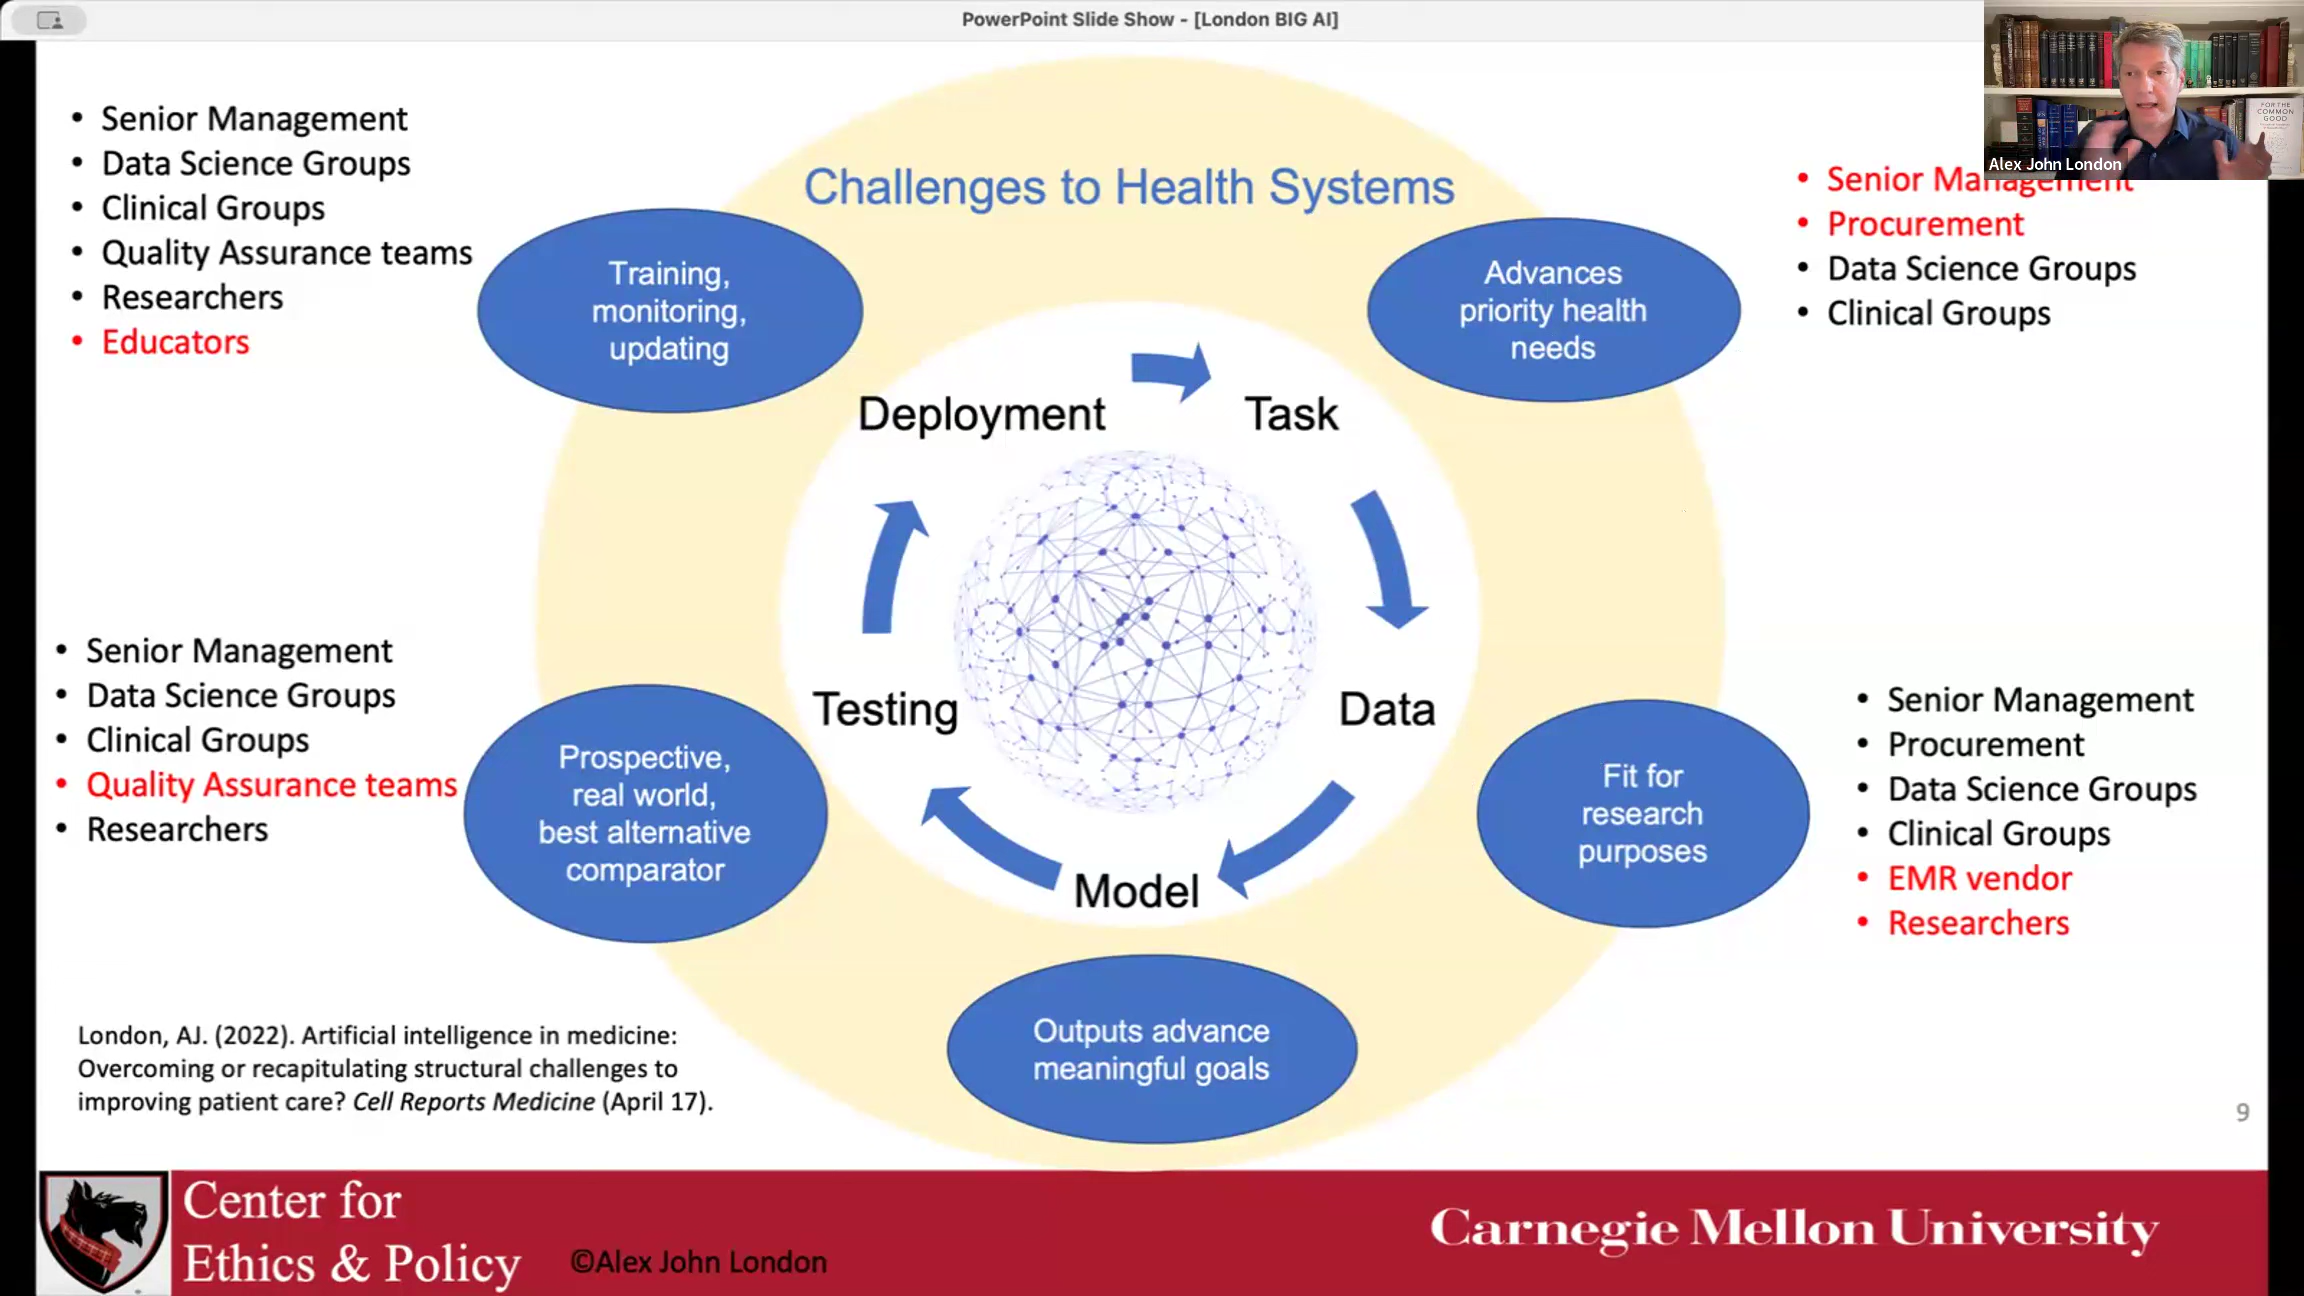 PowerPoint Slide Show - [London BIG AI]
FOR THE
COMMON
GOOD
Alex John London
Challenges to Health Systems
• Senior Management
• Data Science Groups
• Clinical Groups
• Quality Assurance teams
• Researchers
• Educators
Training,
monitoring,
updating
Advances
priority health
needs
• Senior Management
• Procurement
• Data Science Groups
• Clinical Groups
Deployment
Task
Testing
Data
Model
• Senior Management
• Data Science Groups
• Clinical Groups
• Quality Assurance teams
• Researchers
Prospective,
real world,
best alternative
comparator
Fit for
research
purposes
• Senior Management
• Procurement
• Data Science Groups
• Clinical Groups
• EMR vendor
• Researchers
Outputs advance
meaningful goals
London, AJ. (2022). Artificial intelligence in medicine:
Overcoming or recapitulating structural challenges to
improving patient care? Cell Reports Medicine (April 17).
9
Center for
Ethics & Policy
©Alex John London
Carnegie Mellon University